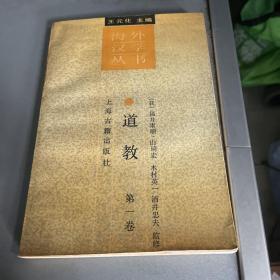 王元化 主编
海外
汉学
丛书
道教
第一卷
[日]福井康顺 山崎宏 木村英一 酒井忠夫 监修
上海古籍出版社